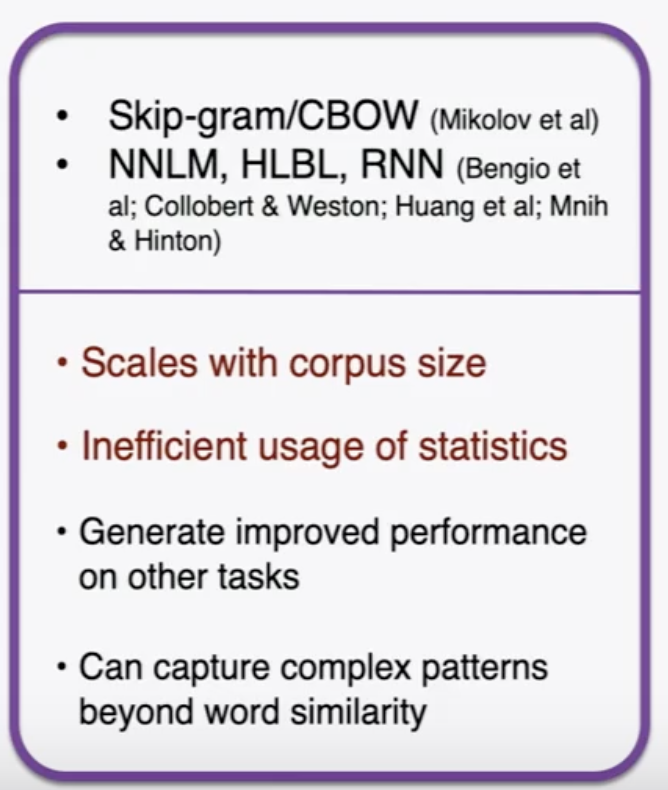 • Skip-gram/CBOW (Mikolov et al)
• NNLM, HLBL, RNN (Bengio et
al; Collobert & Weston; Huang et al; Mnih
& Hinton)
• Scales with corpus size
• Inefficient usage of statistics
• Generate improved performance
on other tasks
• Can capture complex patterns
beyond word similarity